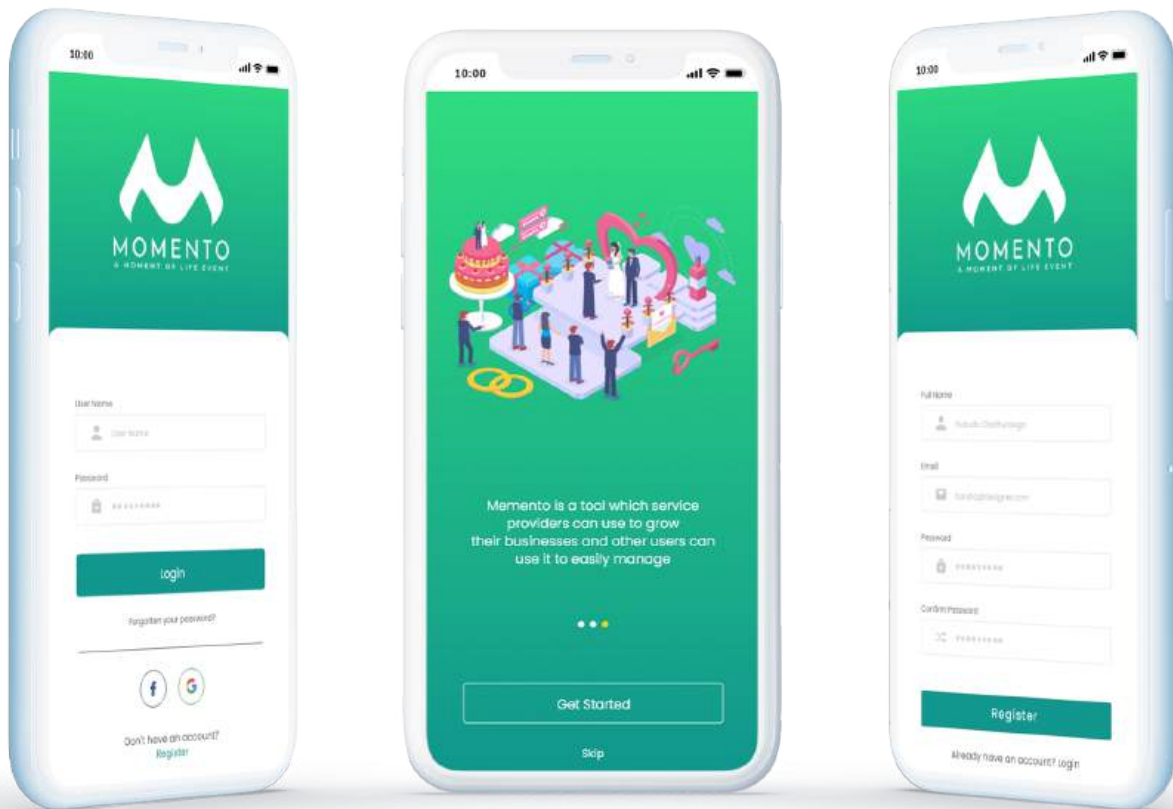 10:00
MOMENTO
A MOMENT OF LIFE EVENT
User Name
User Name
Password
Login
Forgotten your password?
Don't have an account?
Register
10:00
Memento is a tool which service
providers can use to grow
their businesses and other users can
use it to easily manage
Get Started
Skip
10:00
MOMENTO
A MOMENT OF LIFE EVENT
Full Name
Email
Password
Confirm Password
Register
Already have an account? Login